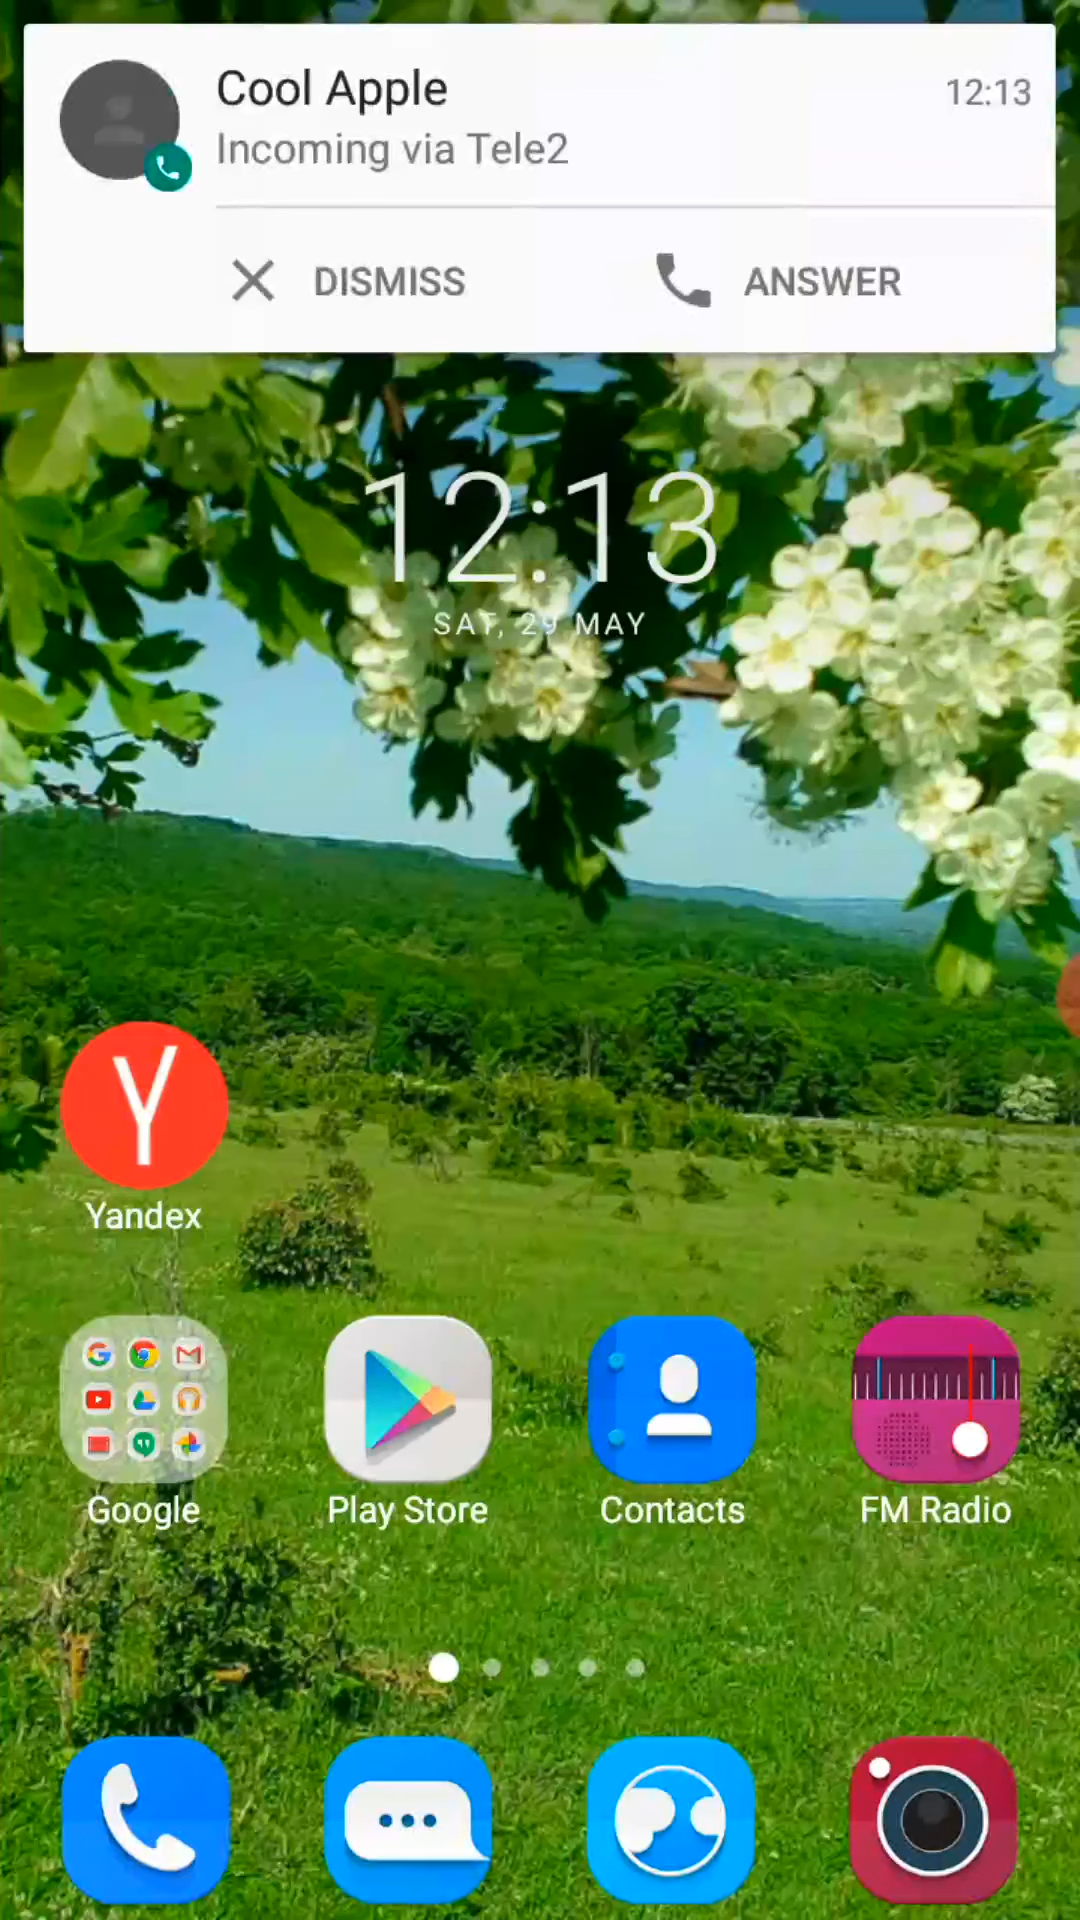 Cool Apple
12:13
Incoming via Tele2
DISMISS
ANSWER
12:13
SAT, 29 MAY
Y
Yandex
Google
Play Store
Contacts
FM Radio